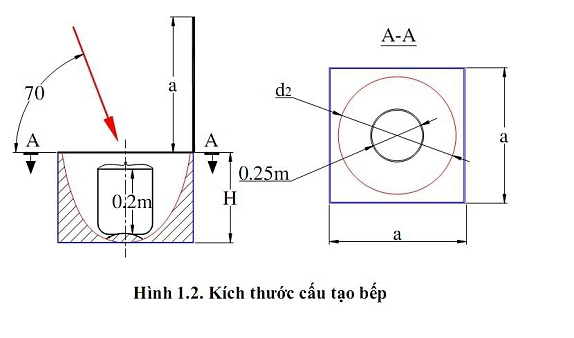 A-A
70
a
d2
A
A
a
0.25m
0.2m
H
a
Hình 1.2. Kích thước cấu tạo bếp